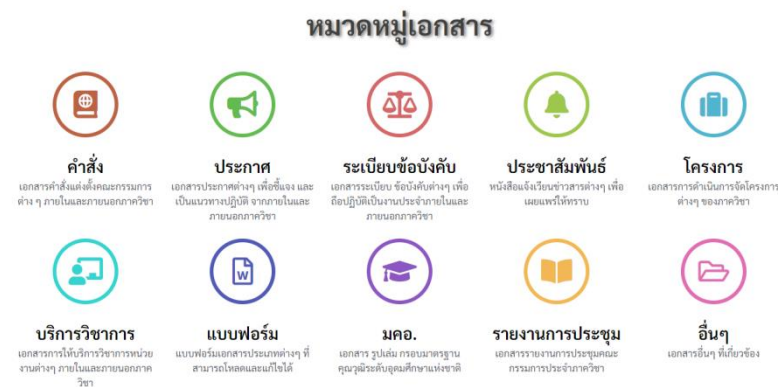 หมวดหมู่เอกสาร
คำสั่ง
เอกสารคำสั่งแต่งตั้งคณะกรรมการ
ต่าง ๆ ภายในและภายนอกภาควิชา
ประกาศ
เอกสารประกาศต่างๆ เพื่อชี้แจง และ
เป็นแนวทางปฏิบัติ จากภายในและ
ภายนอกภาควิชา
ระเบียบข้อบังคับ
เอกสารระเบียบ ข้อบังคับต่างๆ เพื่อ
ถือปฏิบัติเป็นงานประจำภายในและ
ภายนอกภาควิชา
ประชาสัมพันธ์
หนังสือแจ้งเวียนข่าวสารต่างๆ เพื่อ
เผยแพร่ให้ทราบ
โครงการ
เอกสารการดำเนินการจัดโครงการ
ต่างๆ ของภาควิชา
บริการวิชาการ
เอกสารการให้บริการวิชาการหน่วย
งานต่างๆ ภายในและภายนอกภาค
วิชา
W
แบบฟอร์ม
แบบฟอร์มเอกสารประเภทต่างๆ ที่
สามารถโหลดและแก้ไขได้
มคอ.
เอกสาร รูปเล่ม กรอบมาตรฐาน
คุณวุฒิระดับอุดมศึกษาแห่งชาติ
รายงานการประชุม
เอกสารรายงานการประชุมคณะ
กรรมการประจำภาควิชา
อื่นๆ
เอกสารอื่นๆ ที่เกี่ยวข้อง